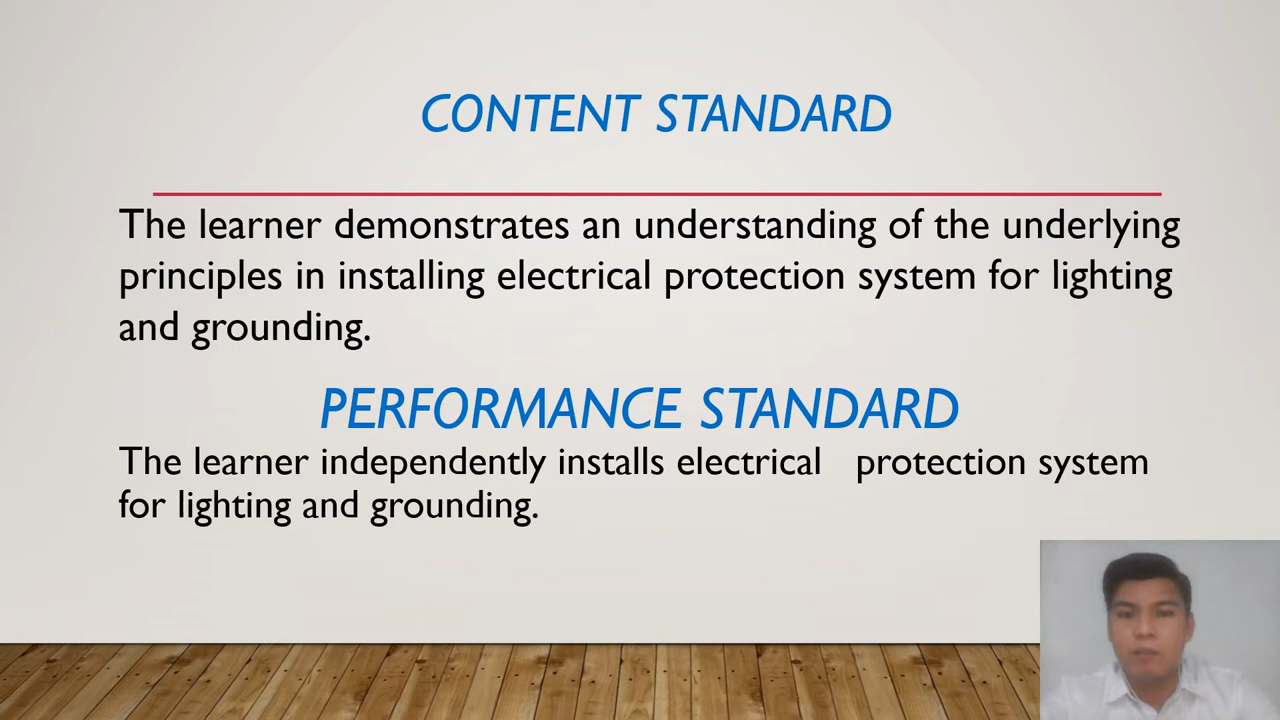 CONTENT STANDARD
The learner demonstrates an understanding of the underlying
principles in installing electrical protection system for lighting
and grounding.
PERFORMANCE STANDARD
The learner independently installs electrical protection system
for lighting and grounding.